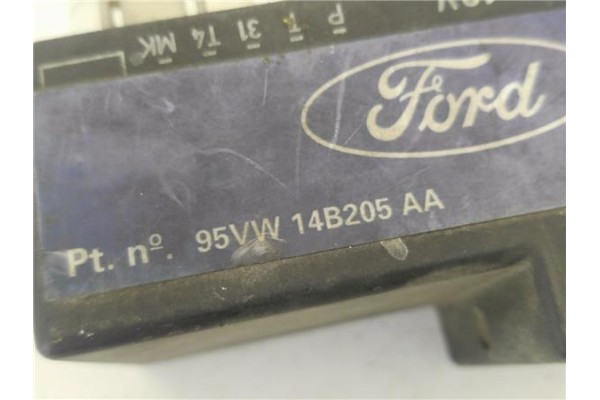 MK T4 31 T P
Ford
Pt. nº. 95VW 14B205 AA